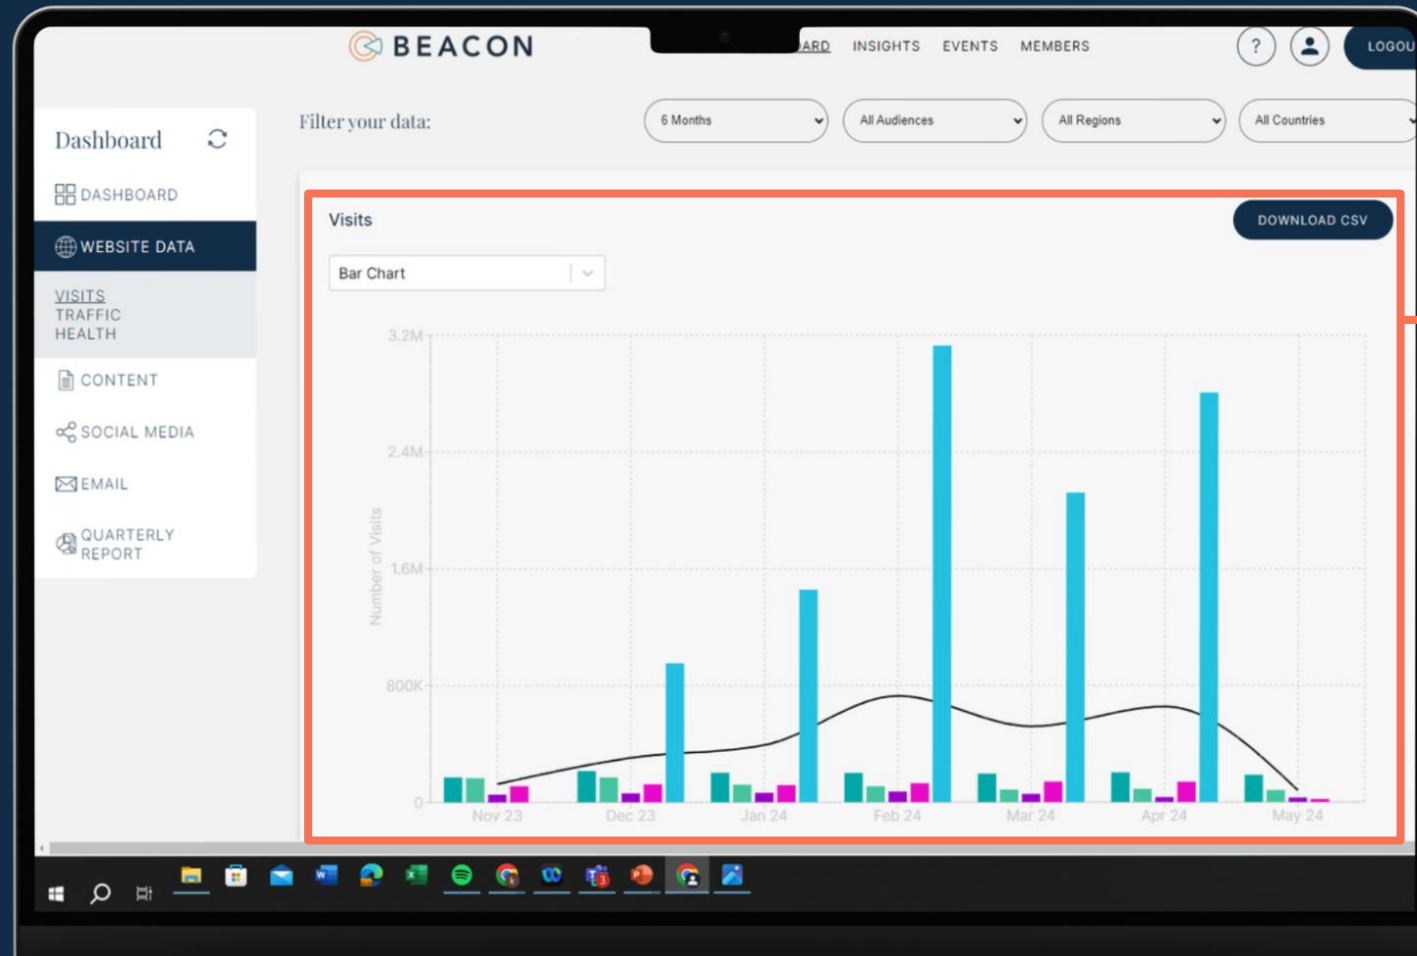 BEACON
ARD INSIGHTS EVENTS MEMBERS
?
LOGOU
Dashboard
Filter your data:
6 Months
All Audiences
All Regions
All Countries
DASHBOARD
WEBSITE DATA
VISITS
TRAFFIC
HEALTH
CONTENT
SOCIAL MEDIA
EMAIL
QUARTERLY
REPORT
Visits
DOWNLOAD CSV
Bar Chart
3.2M
2.4M
1.6M
800K
0
Number of Visits
Nov 23 Dec 23 Jan 24 Feb 24 Mar 24 Apr 24 May 24